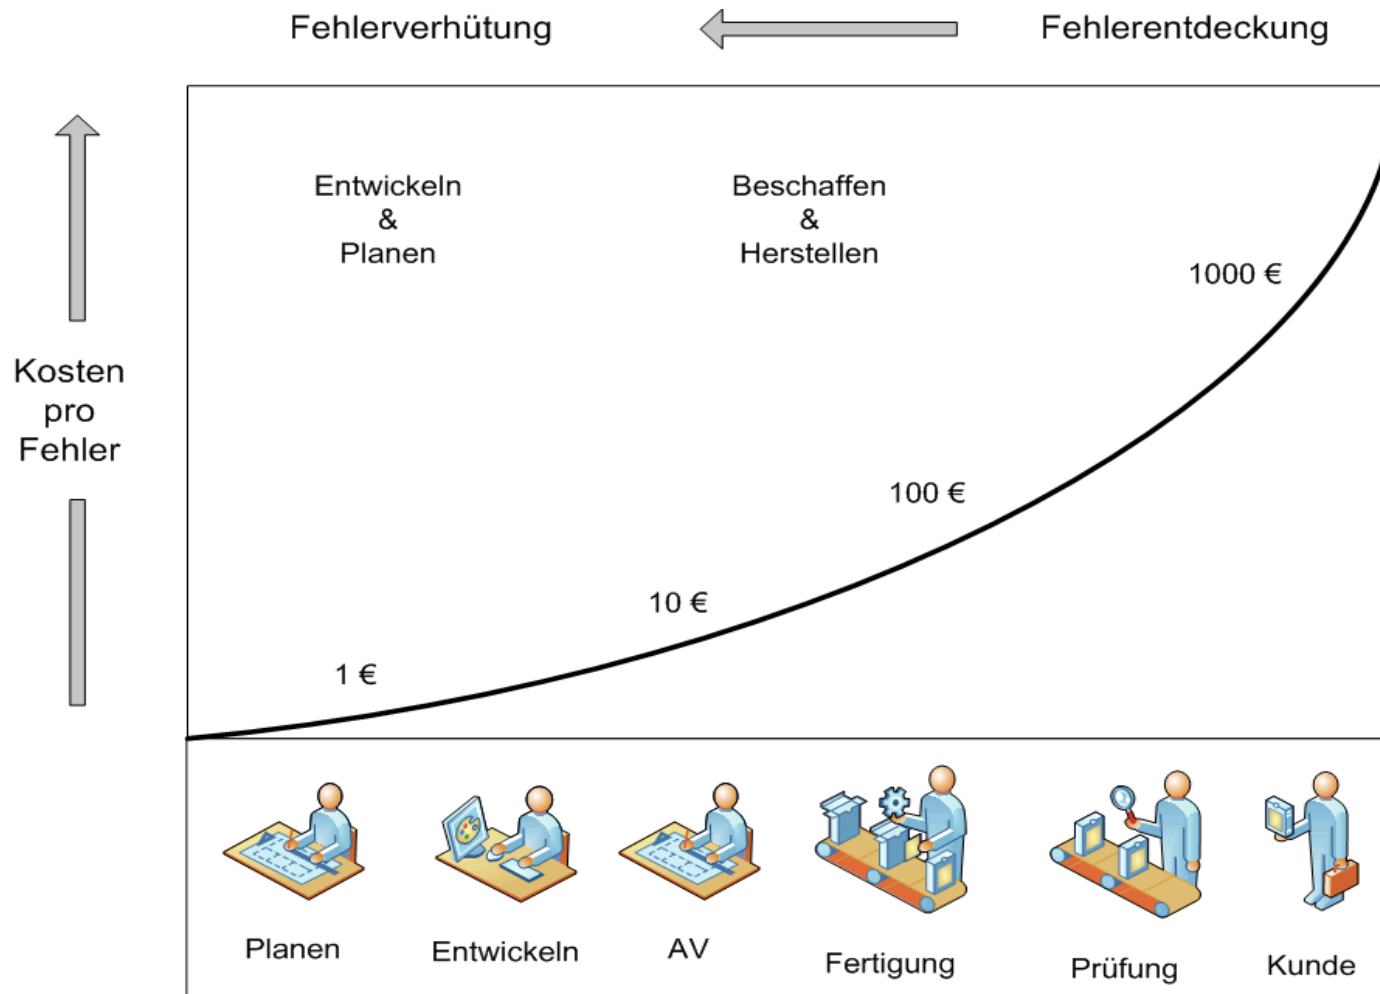 Fehlerverhütung
Fehlerentdeckung
Entwickeln
&
Planen
Beschaffen
&
Herstellen
1000 €
Kosten
pro
Fehler
100 €
10 €
1 €
Planen
Entwickeln
AV
Fertigung
Prüfung
Kunde